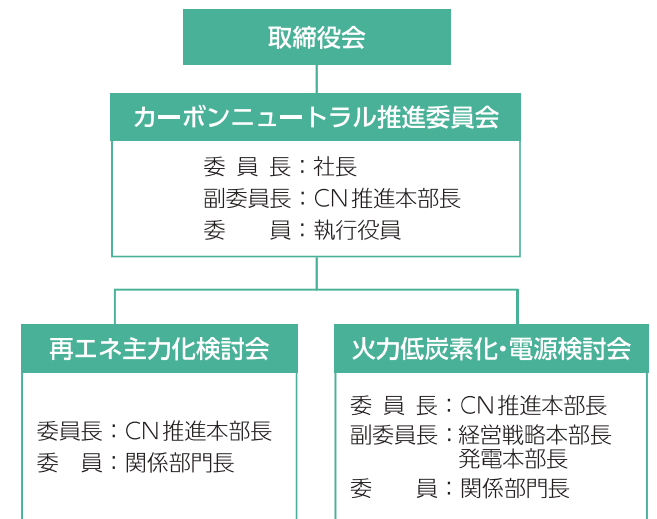 取締役会
カーボンニュートラル推進委員会
委員長：社長
副委員長：CN推進本部長
委　員：執行役員
再エネ主力化検討会
委員長：CN推進本部長
委　員：関係部門長
火力低炭素化・電源検討会
委員長：CN推進本部長
副委員長：経営戦略本部長
発電本部長
委　員：関係部門長